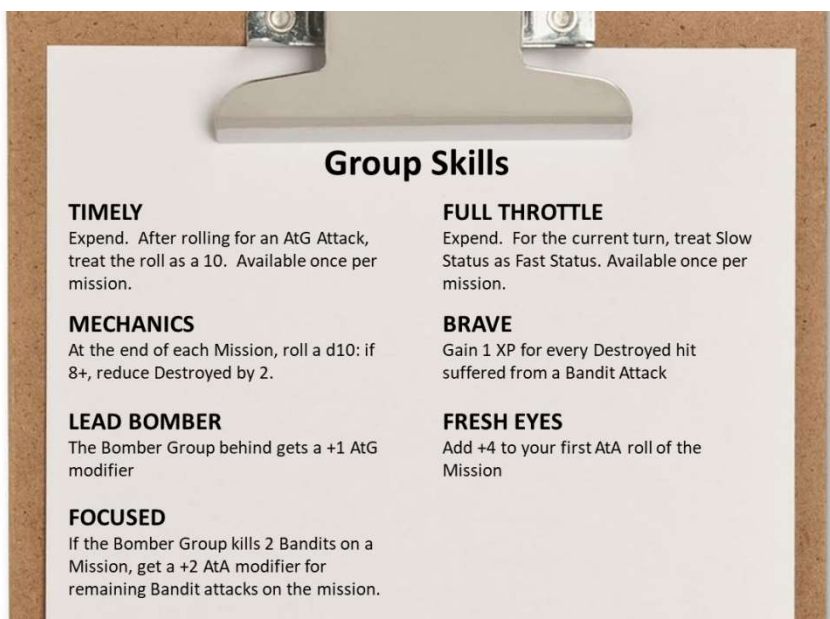 Group Skills
TIMELY
Expend. After rolling for an AtG Attack,
treat the roll as a 10. Available once per
mission.
MECHANICS
At the end of each Mission, roll a d10: if
8+, reduce Destroyed by 2.
LEAD BOMBER
The Bomber Group behind gets a +1 AtG
modifier
FOCUSED
If the Bomber Group kills 2 Bandits on a
Mission, get a +2 AtA modifier for
remaining Bandit attacks on the mission.
FULL THROTTLE
Expend. For the current turn, treat Slow
Status as Fast Status. Available once per
mission.
BRAVE
Gain 1 XP for every Destroyed hit
suffered from a Bandit Attack
FRESH EYES
Add +4 to your first AtA roll of the
Mission